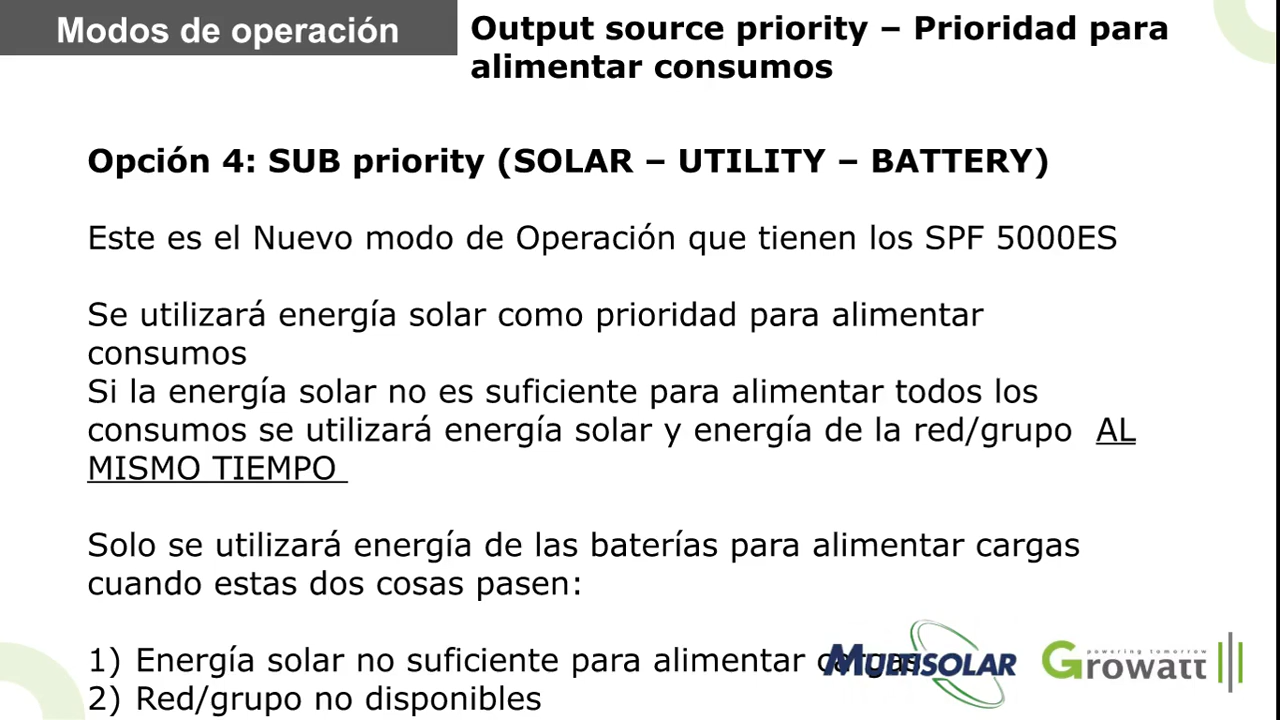 Modos de operación
Output source priority – Prioridad para
alimentar consumos
Opción 4: SUB priority (SOLAR – UTILITY – BATTERY)
Este es el Nuevo modo de Operación que tienen los SPF 5000ES
Se utilizará energía solar como prioridad para alimentar
consumos
Si la energía solar no es suficiente para alimentar todos los
consumos se utilizará energía solar y energía de la red/grupo AL
MISMO TIEMPO
Solo se utilizará energía de las baterías para alimentar cargas
cuando estas dos cosas pasen:
1) Energía solar no suficiente para alimentar cargas
2) Red/grupo no disponibles
MULTISOLAR
powering tomorrow
Growatt